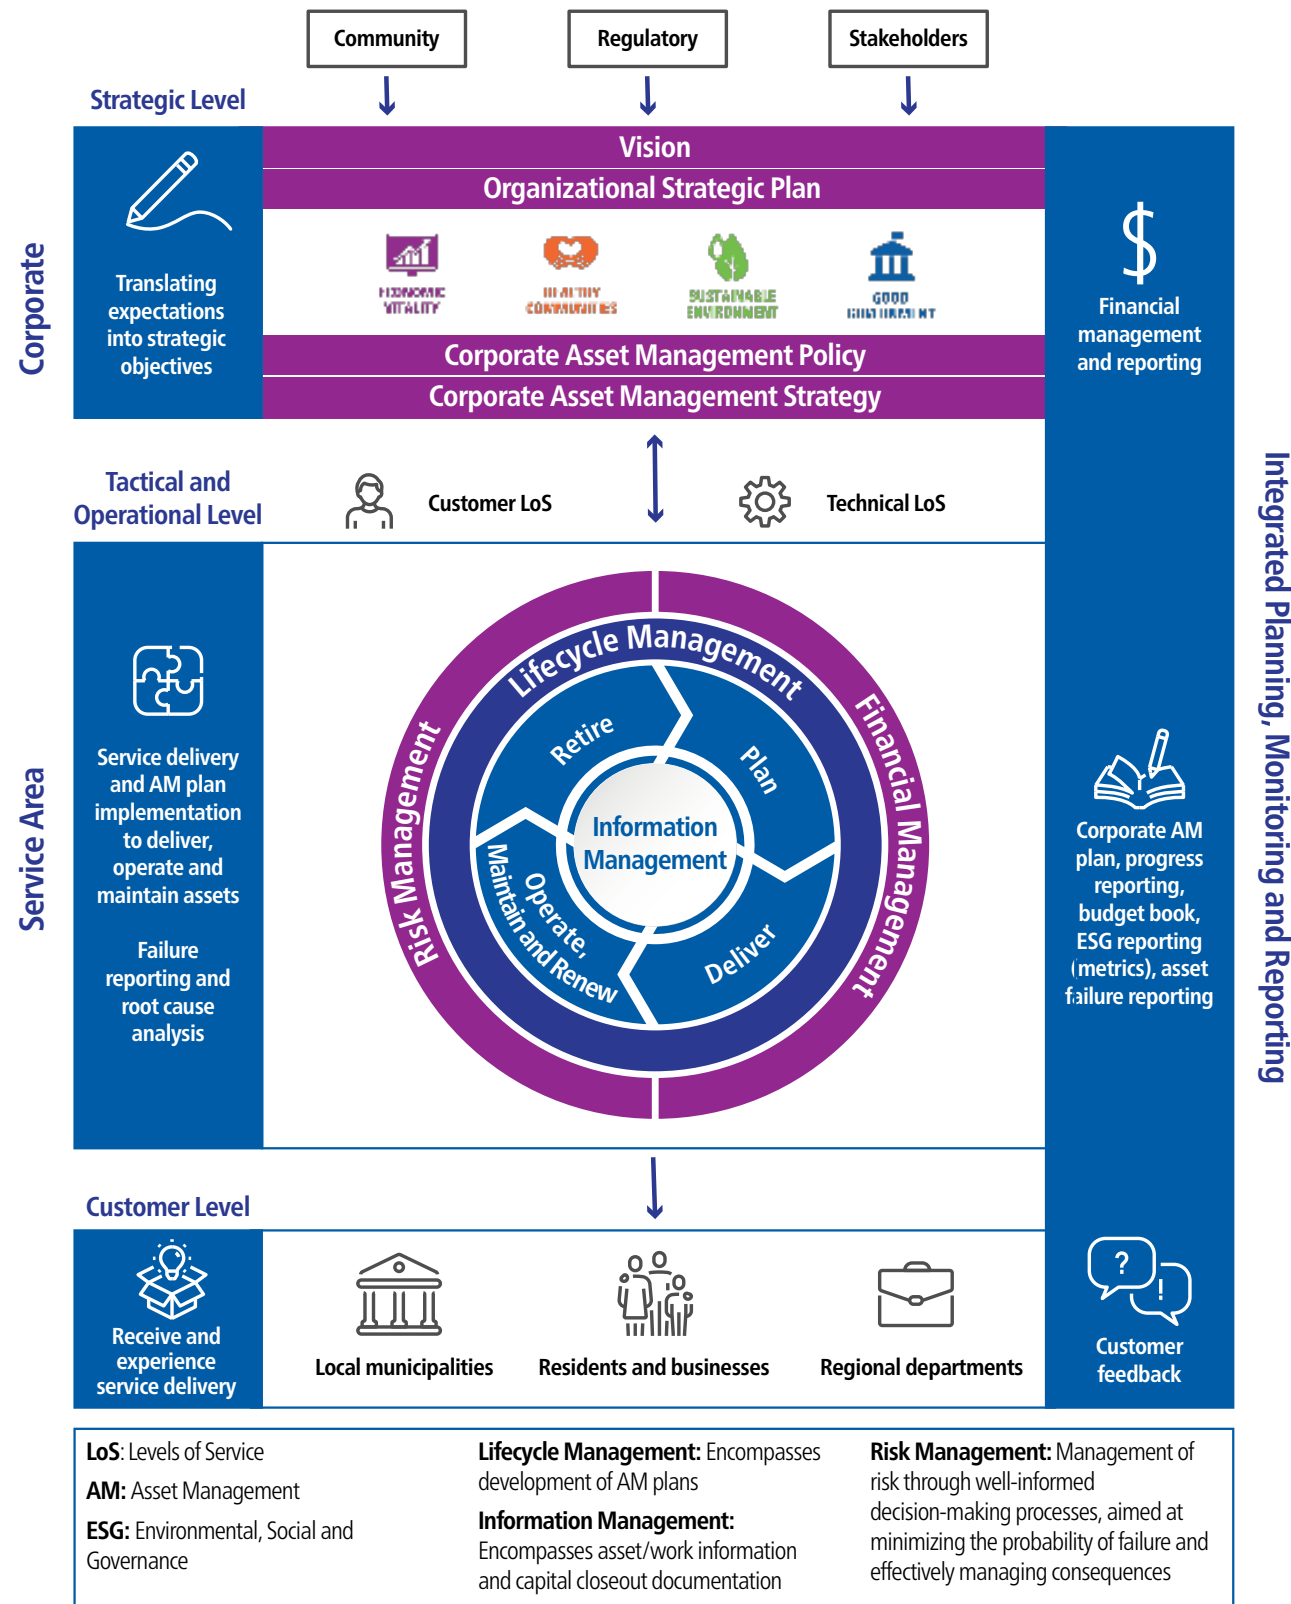 Community
Regulatory
Stakeholders
Strategic Level
Corporate
Translating
expectations
into strategic
objectives
Vision
Organizational Strategic Plan
ECONOMIC
VITALITY
HEALTHY
COMMUNITIES
SUSTAINABLE
ENVIRONMENT
GOOD
GOVERNMENT
Corporate Asset Management Policy
Corporate Asset Management Strategy
$
Financial
management
and reporting
Tactical and
Operational Level
Customer LoS
Technical LoS
Integrated Planning, Monitoring and Reporting
Service Area
Service delivery
and AM plan
implementation
to deliver,
operate and
maintain assets
Failure
reporting and
root cause
analysis
Risk Management
Lifecycle Management
Financial Management
Retire
Plan
Deliver
Operate,
Maintain and Renew
Information
Management
Corporate AM
plan, progress
reporting,
budget book,
ESG reporting
(metrics), asset
failure reporting
Customer Level
Receive and
experience
service delivery
Local municipalities
Residents and businesses
Regional departments
?
!
Customer
feedback
LoS: Levels of Service
AM: Asset Management
ESG: Environmental, Social and
Governance
Lifecycle Management: Encompasses
development of AM plans
Information Management:
Encompasses asset/work information
and capital closeout documentation
Risk Management: Management of
risk through well-informed
decision-making processes, aimed at
minimizing the probability of failure and
effectively managing consequences